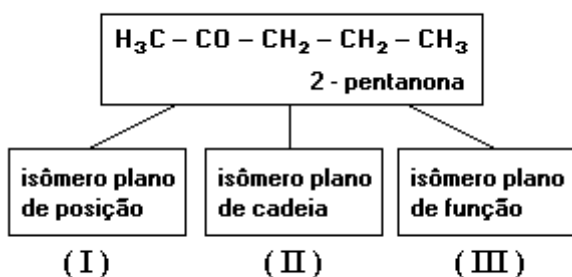 H₃C – CO – CH₂ – CH₂ – CH₃
2 - pentanona
isômero plano de posição
isômero plano de cadeia
isômero plano de função
(I)
(II)
(III)